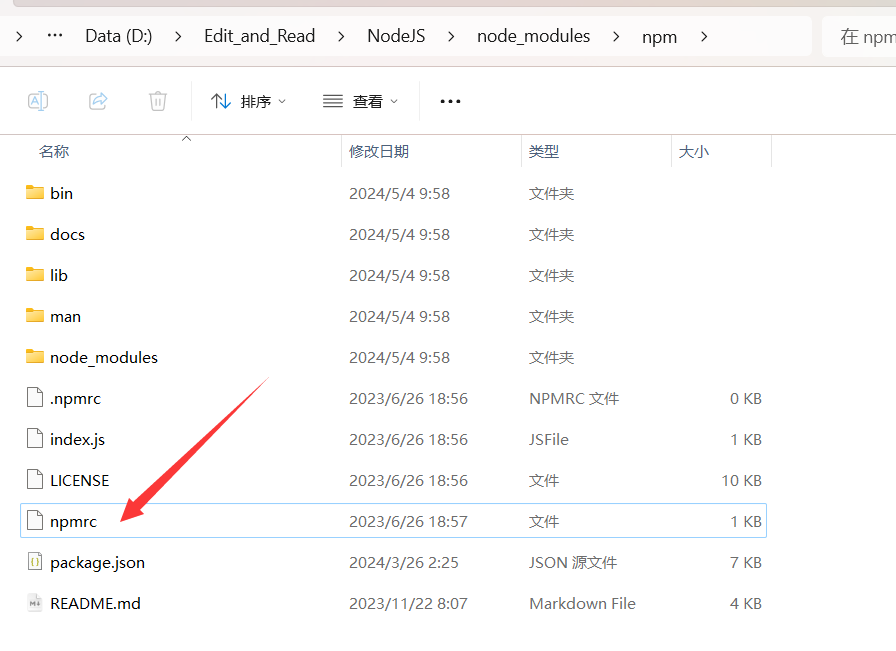 > ··· Data (D:) > Edit_and_Read > NodeJS > node_modules > npm > 在 npm
排序 查看 ···
名称 修改日期 类型 大小
bin 2024/5/4 9:58 文件夹
docs 2024/5/4 9:58 文件夹
lib 2024/5/4 9:58 文件夹
man 2024/5/4 9:58 文件夹
node_modules 2024/5/4 9:58 文件夹
.npmrc 2023/6/26 18:56 NPMRC 文件 0 KB
index.js 2023/6/26 18:56 JSFile 1 KB
LICENSE 2023/6/26 18:56 文件 10 KB
npmrc 2023/6/26 18:57 文件 1 KB
package.json 2024/3/26 2:25 JSON 源文件 7 KB
README.md 2023/11/22 8:07 Markdown File 4 KB